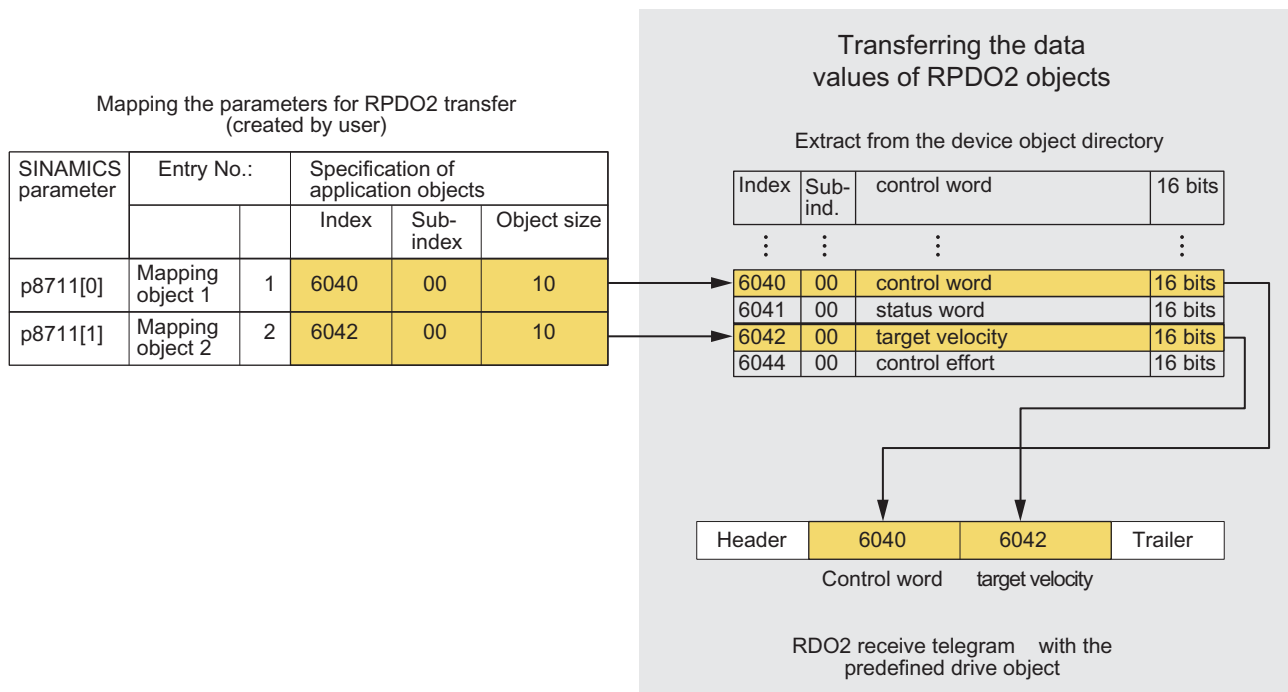 Transferring the data
values of RPDO2 objects
Mapping the parameters for RPDO2 transfer
(created by user)
SINAMICS
parameter
Entry No.:
Specification of
application objects
Index
Sub-
index
Object size
p8711[0]
Mapping
object 1
1
6040
00
10
p8711[1]
Mapping
object 2
2
6042
00
10
Extract from the device object directory
Index
Sub-
ind.
control word
16 bits
6040 00 control word 16 bits
6041 00 status word 16 bits
6042 00 target velocity 16 bits
6044 00 control effort 16 bits
Header 6040 6042 Trailer
Control word target velocity
RDO2 receive telegram with the
predefined drive object